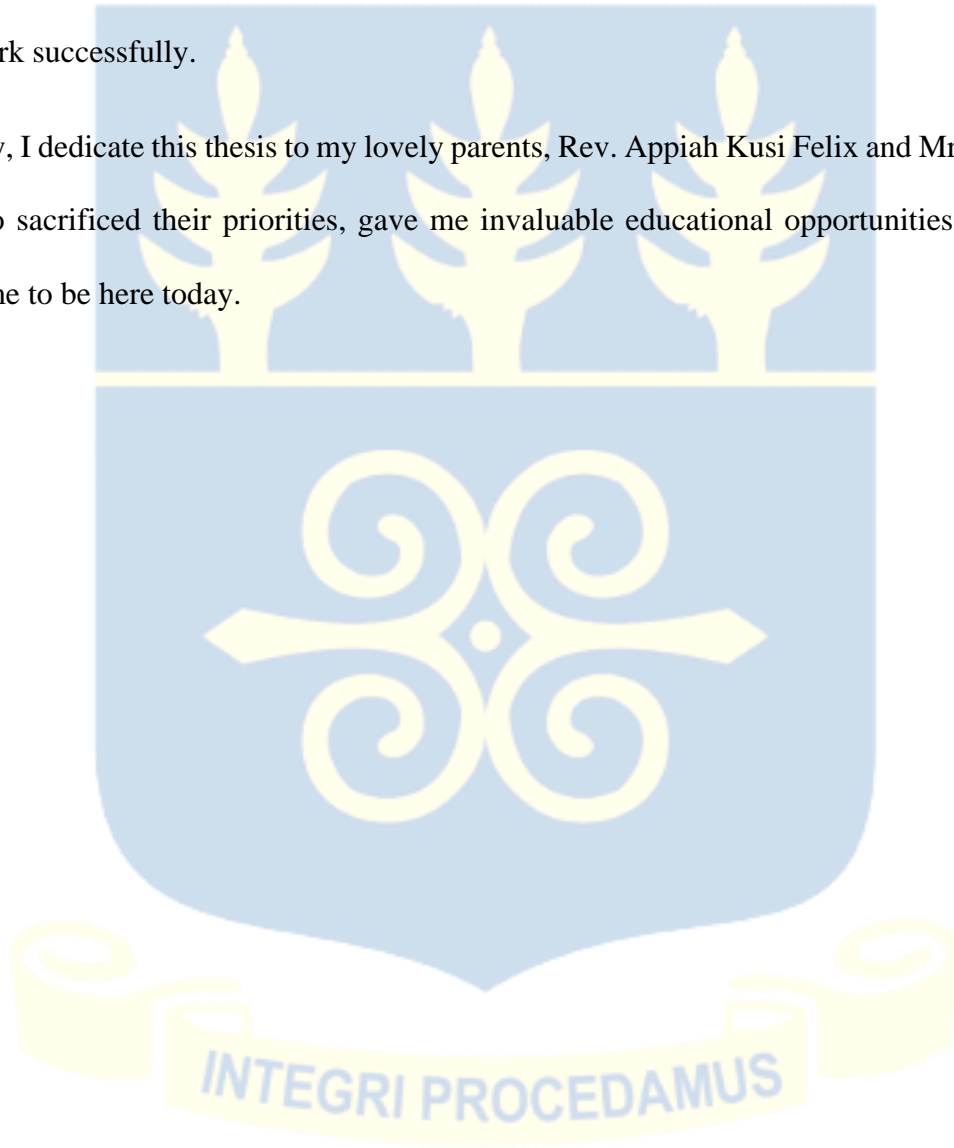 rk successfully.
y, I dedicate this thesis to my lovely parents, Rev. Appiah Kusi Felix and Mr
o sacrificed their priorities, gave me invaluable educational opportunities
ne to be here today.
INTEGRI PROCEDAMUS